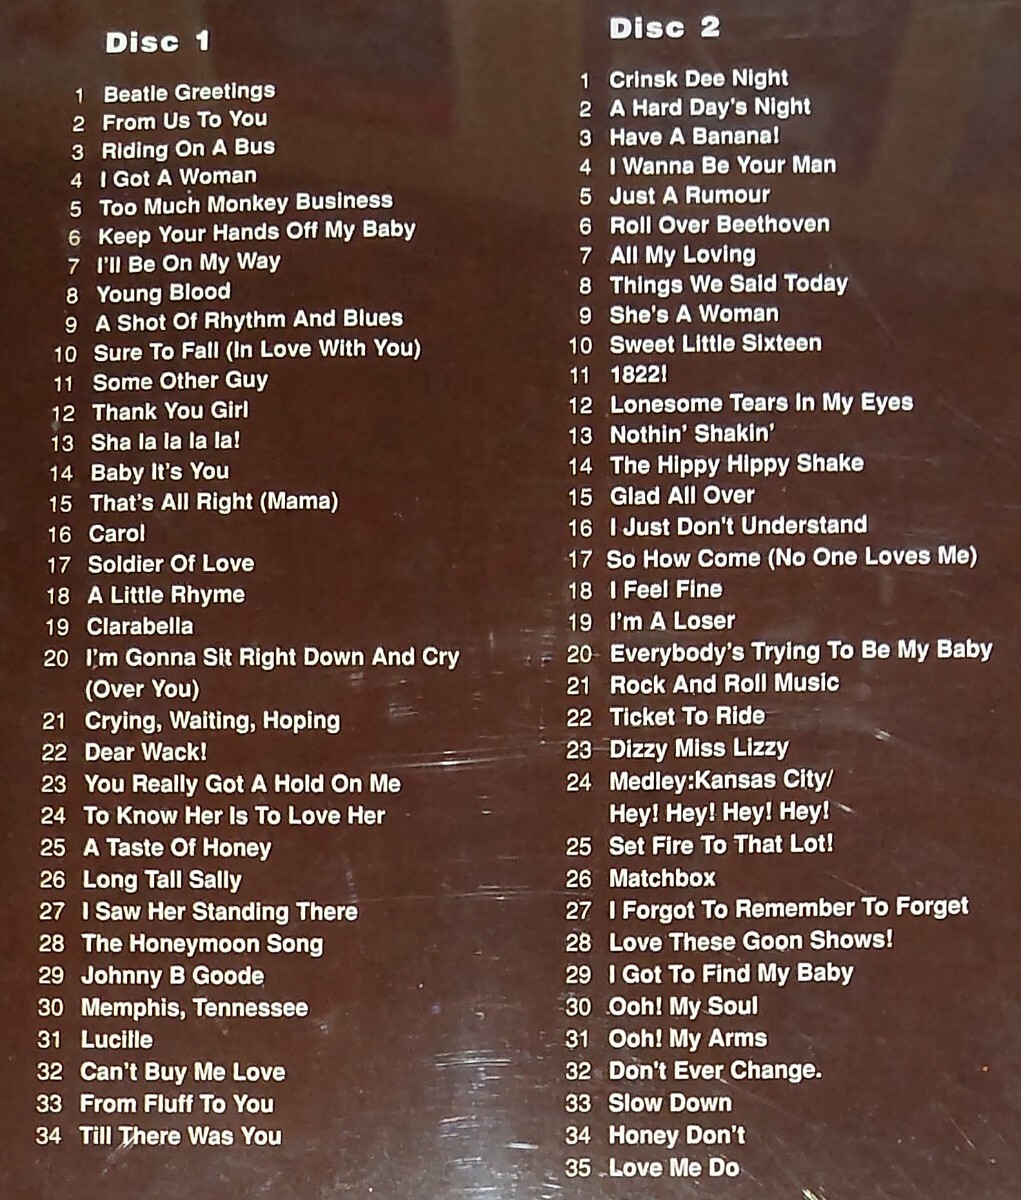 Disc 1
1 Beatle Greetings
2 From Us To You
3 Riding On A Bus
4 I Got A Woman
5 Too Much Monkey Business
6 Keep Your Hands Off My Baby
7 I'll Be On My Way
8 Young Blood
9 A Shot Of Rhythm And Blues
10 Sure To Fall (In Love With You)
11 Some Other Guy
12 Thank You Girl
13 Sha la la la la!
14 Baby It's You
15 That's All Right (Mama)
16 Carol
17 Soldier Of Love
18 A Little Rhyme
19 Clarabella
20 I'm Gonna Sit Right Down And Cry
(Over You)
21 Crying, Waiting, Hoping
22 Dear Wack!
23 You Really Got A Hold On Me
24 To Know Her Is To Love Her
25 A Taste Of Honey
26 Long Tall Sally
27 I Saw Her Standing There
28 The Honeymoon Song
29 Johnny B Goode
30 Memphis, Tennessee
31 Lucille
32 Can't Buy Me Love
33 From Fluff To You
34 Till There Was You
Disc 2
1 Crinsk Dee Night
2 A Hard Day's Night
3 Have A Banana!
4 I Wanna Be Your Man
5 Just A Rumour
6 Roll Over Beethoven
7 All My Loving
8 Things We Said Today
9 She's A Woman
10 Sweet Little Sixteen
11 1822!
12 Lonesome Tears In My Eyes
13 Nothin' Shakin'
14 The Hippy Hippy Shake
15 Glad All Over
16 I Just Don't Understand
17 So How Come (No One Loves Me)
18 I Feel Fine
19 I'm A Loser
20 Everybody's Trying To Be My Baby
21 Rock And Roll Music
22 Ticket To Ride
23 Dizzy Miss Lizzy
24 Medley:Kansas City/
Hey! Hey! Hey! Hey!
25 Set Fire To That Lot!
26 Matchbox
27 I Forgot To Remember To Forget
28 Love These Goon Shows!
29 I Got To Find My Baby
30 Ooh! My Soul
31 Ooh! My Arms
32 Don't Ever Change.
33 Slow Down
34 Honey Don't
35 Love Me Do